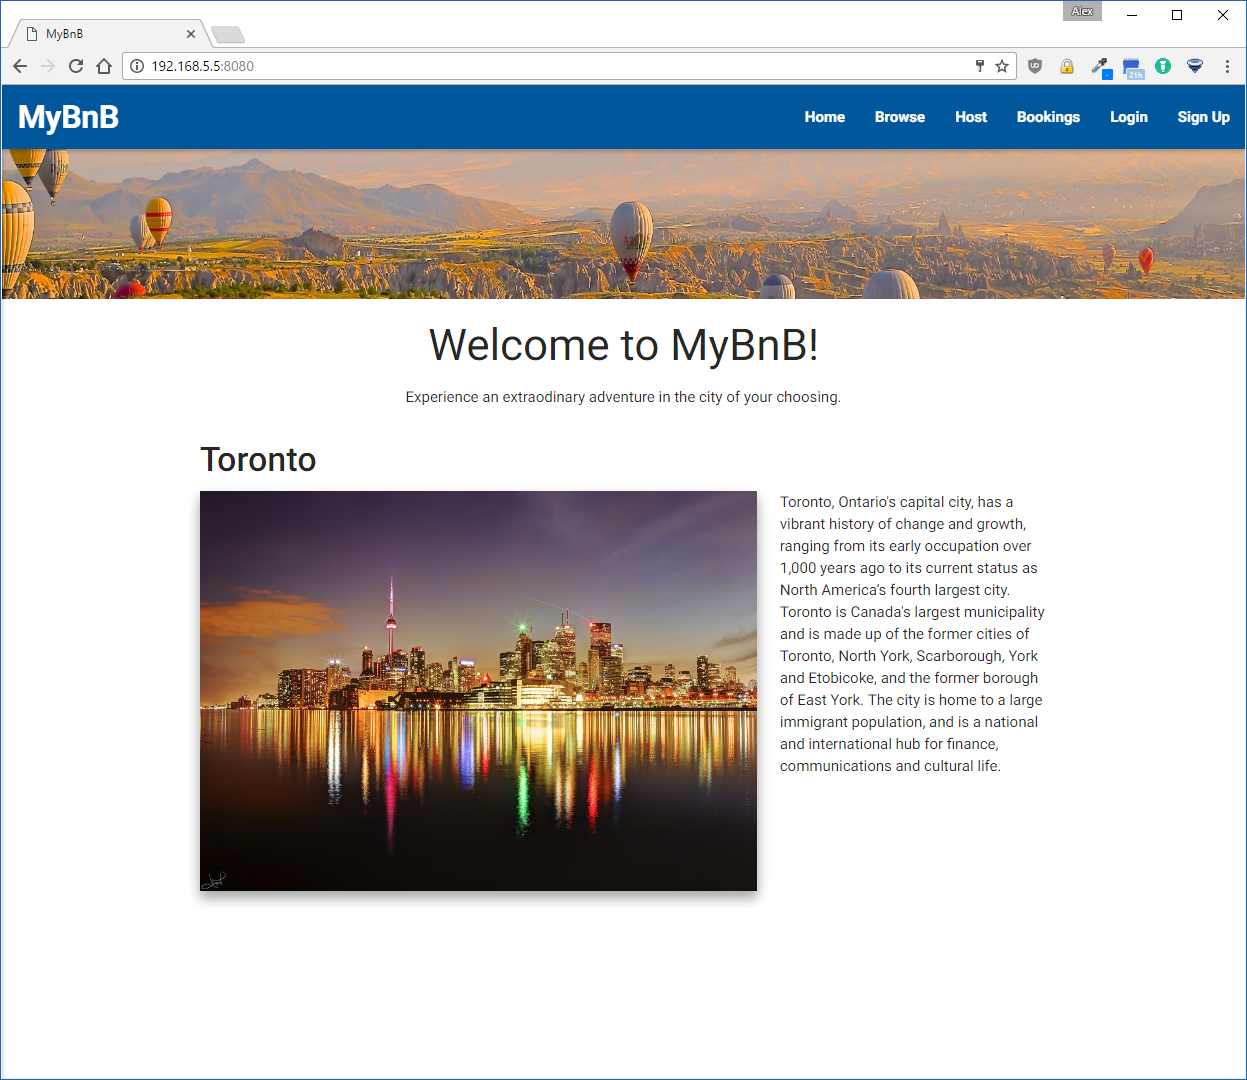 Alex
MyBnB
192.168.5.5:8080
21h
MyBnB
Home Browse Host Bookings Login Sign Up
Welcome to MyBnB!
Experience an extraodinary adventure in the city of your choosing.
Toronto
Toronto, Ontario's capital city, has a
vibrant history of change and growth,
ranging from its early occupation over
1,000 years ago to its current status as
North America's fourth largest city.
Toronto is Canada's largest municipality
and is made up of the former cities of
Toronto, North York, Scarborough, York
and Etobicoke, and the former borough
of East York. The city is home to a large
immigrant population, and is a national
and international hub for finance,
communications and cultural life.